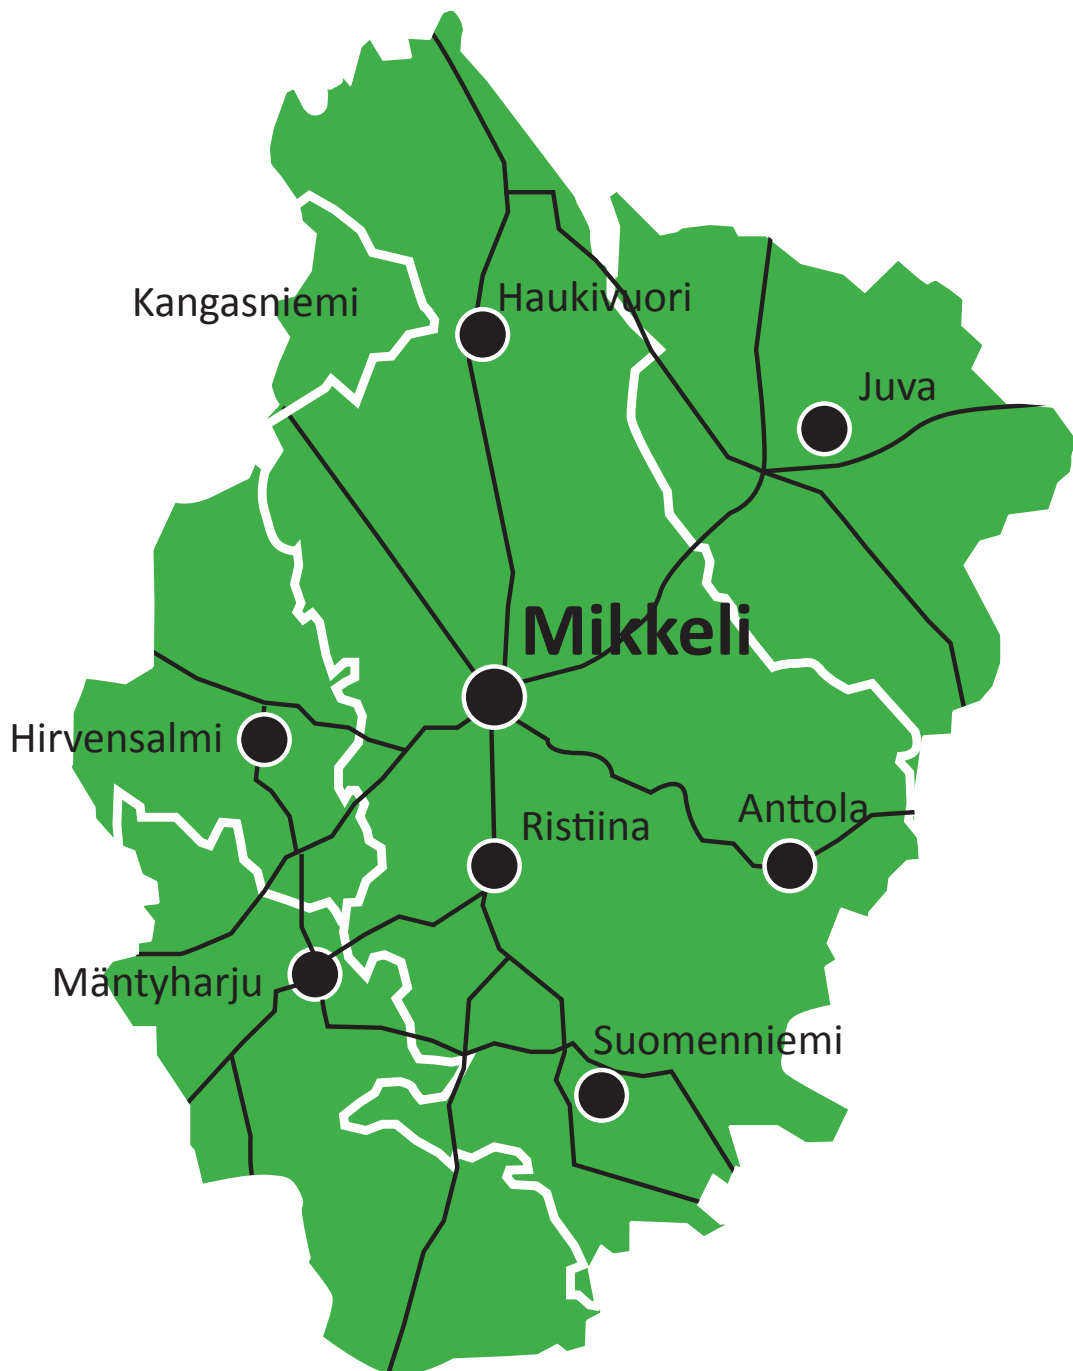 Haukivuori
Kangasniemi
Juva
Mikkeli
Hirvensalmi
Anttola
Ristiina
Mäntyharju
Suomenniemi